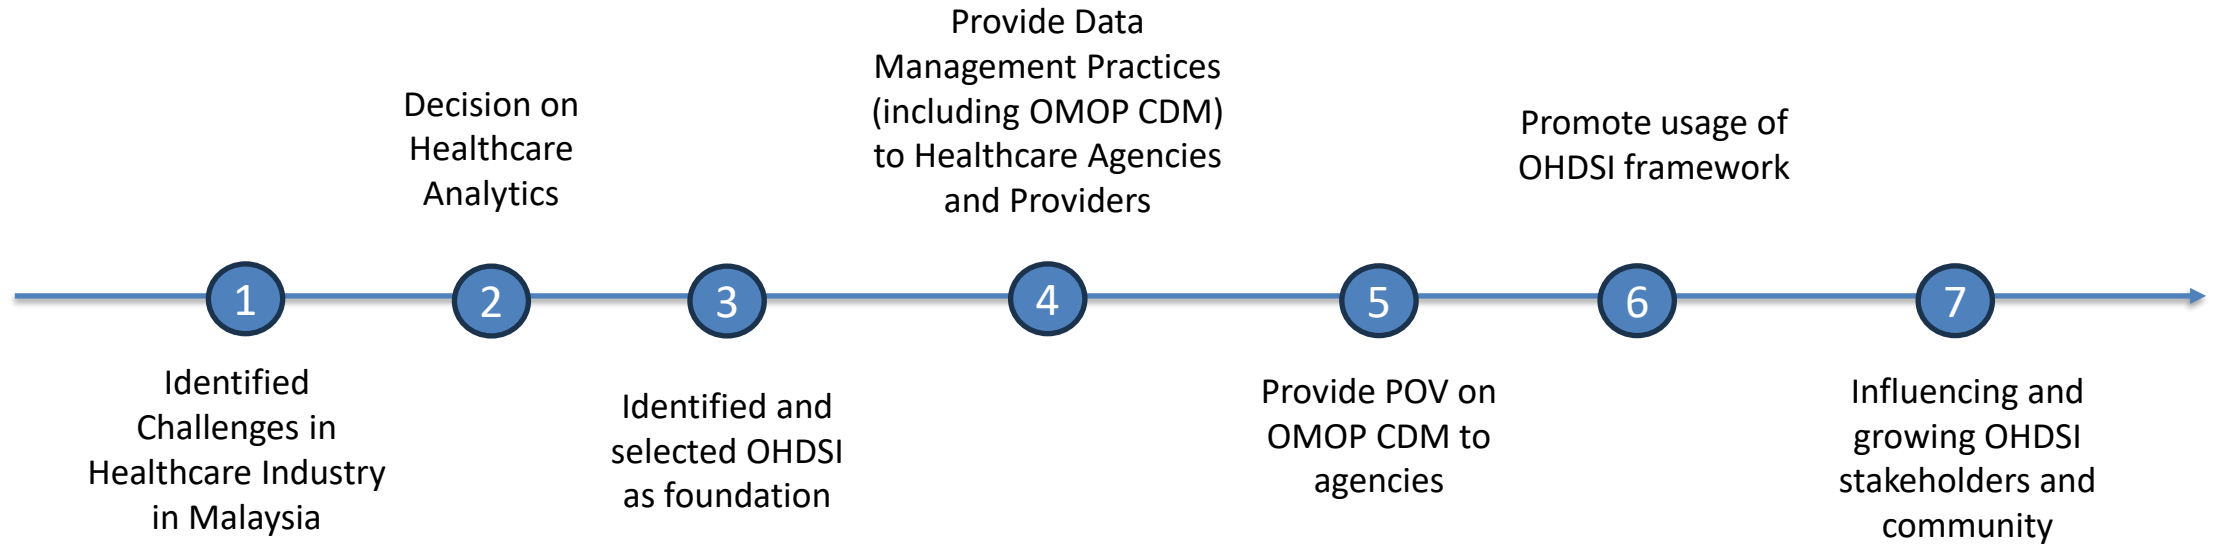 1
Identified
Challenges in
Healthcare Industry
in Malaysia
Decision on
Healthcare
Analytics
2
3
Identified and
selected OHDSI
as foundation
Provide Data
Management Practices
(including OMOP CDM)
to Healthcare Agencies
and Providers
4
5
Provide POV on
OMOP CDM to
agencies
Promote usage of
OHDSI framework
6
7
Influencing and
growing OHDSI
stakeholders and
community